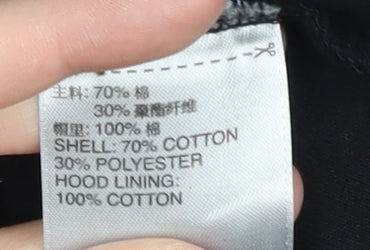 主料: 70% 棉
30% 聚酯纤维
帽里: 100% 棉
SHELL: 70% COTTON
30% POLYESTER
HOOD LINING:
100% COTTON